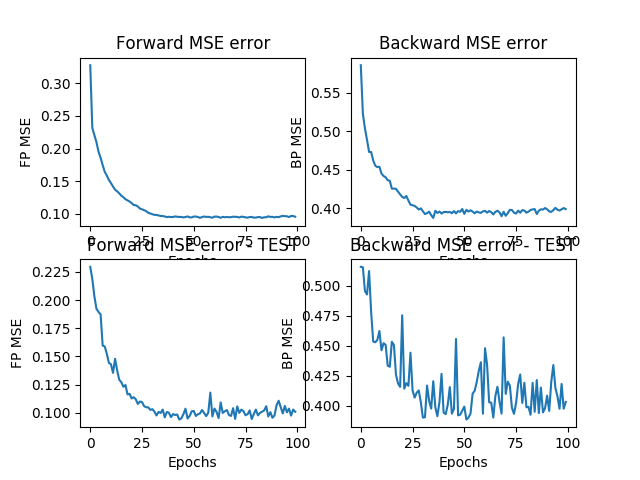 Forward MSE error
Backward MSE error
FP MSE
0.30
0.25
0.20
0.15
0.10
0 25 50 75 100
Epochs
BP MSE
0.55
0.50
0.45
0.40
0 25 50 75 100
Epochs
Forward MSE error - TEST
Backward MSE error - TEST
FP MSE
0.225
0.200
0.175
0.150
0.125
0.100
0 25 50 75 100
Epochs
BP MSE
0.500
0.475
0.450
0.425
0.400
0 25 50 75 100
Epochs